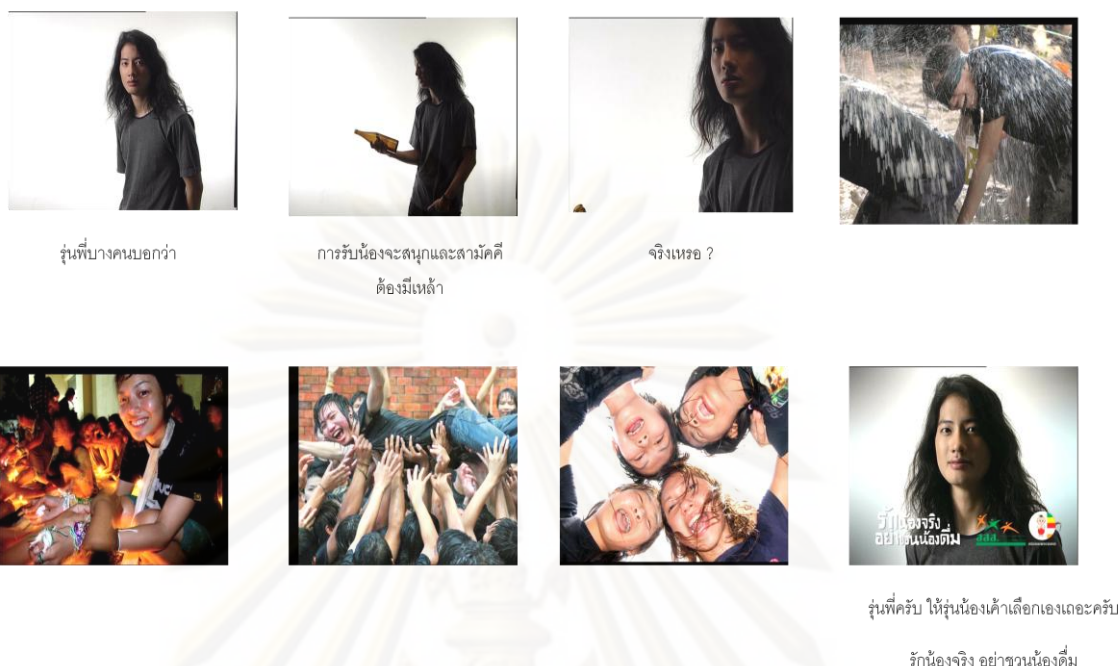 รุ่นพี่บางคนบอกว่า
การรับน้องจะสนุกและสามัคคี
ต้องมีเหล้า
จริงเหรอ ?
รักน้องจริง
อย่าชวนน้องดื่ม
สสส.
รุ่นพี่ครับ ให้รุ่นน้องเค้าเลือกเองเถอะครับ
รักน้องจริง อย่าชวนน้องดื่ม